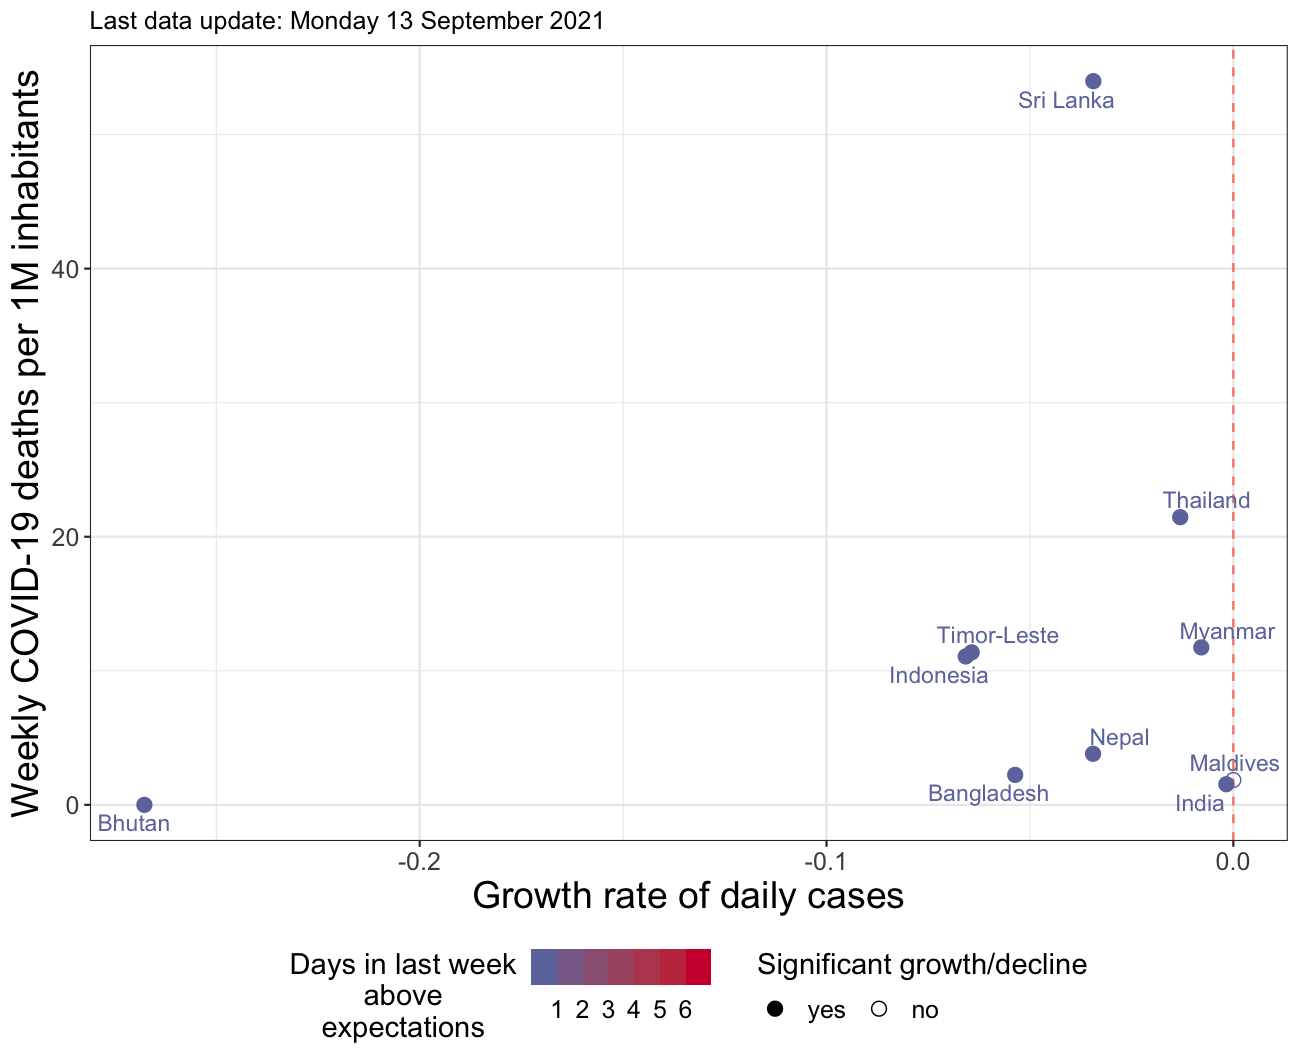 Last data update: Monday 13 September 2021
Weekly COVID-19 deaths per 1M inhabitants
40
20
0
Sri Lanka
Thailand
Myanmar
Timor-Leste
Indonesia
Nepal
Maldives
Bangladesh
India
Bhutan
-0.2
-0.1
0.0
Growth rate of daily cases
Days in last week
above
expectations
1 2 3 4 5 6
Significant growth/decline
yes
no